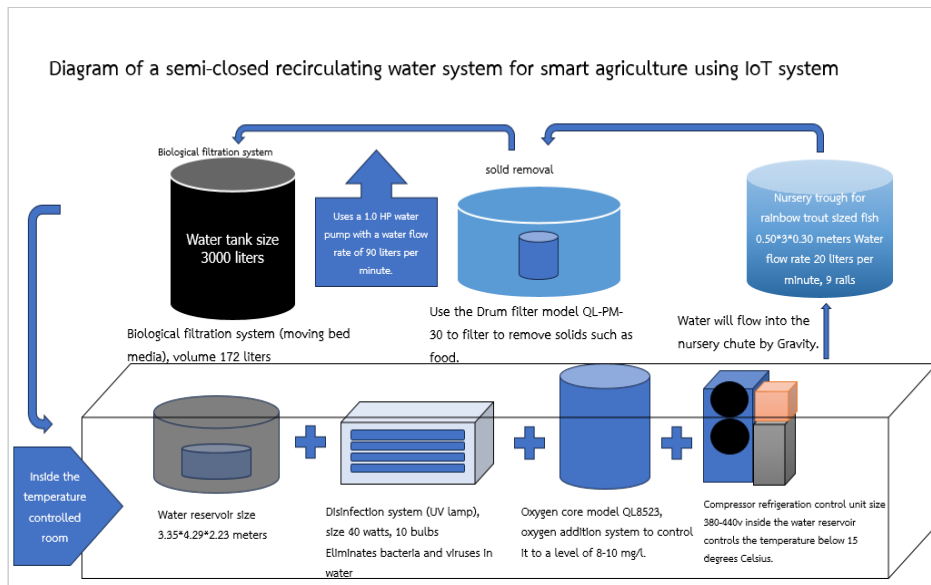 Diagram of a semi-closed recirculating water system for smart agriculture using IoT system
Biological filtration system
Water tank size
3000 liters
Biological filtration system (moving bed
media), volume 172 liters
Uses a 1.0 HP water
pump with a water flow
rate of 90 liters per
minute.
solid removal
Use the Drum filter model QL-PM-
30 to filter to remove solids such as
food.
Nursery trough for
rainbow trout sized fish
0.50*3*0.30 meters Water
flow rate 20 liters per
minute, 9 rails
Water will flow into the
nursery chute by Gravity.
Inside the
temperature
controlled
room
Water reservoir size
3.35*4.29*2.23 meters
Disinfection system (UV lamp),
size 40 watts, 10 bulbs
Eliminates bacteria and viruses in
water
Oxygen core model QL8523,
oxygen addition system to control
it to a level of 8-10 mg/l.
Compressor refrigeration control unit size
380-440v inside the water reservoir
controls the temperature below 15
degrees Celsius.